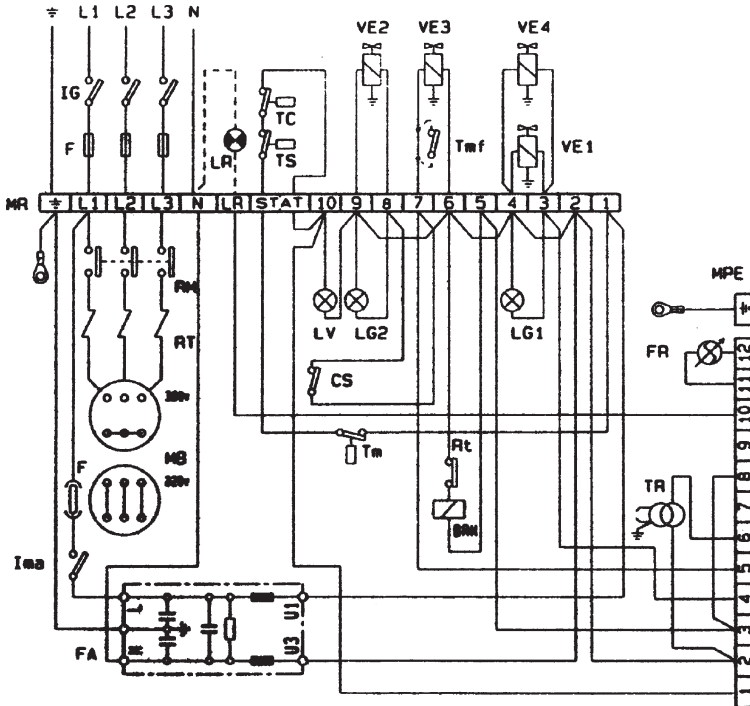 L1 L2 L3 N
VE2 VE3 VE4
IG
TC
F
TS
LR
Tmf
VE1
MR L1 L2 L3 N LR STAT 10 9 8 7 6 5 4 3 2 1
RM
MPE
LV LG2 LG1
RT
FR
12
11
CS
380v
10
Tm
Rt
9
MB
F
220v
8
TR
7
BRM
6
Ima
5
4
L
U1
3
FA
U3
2
1